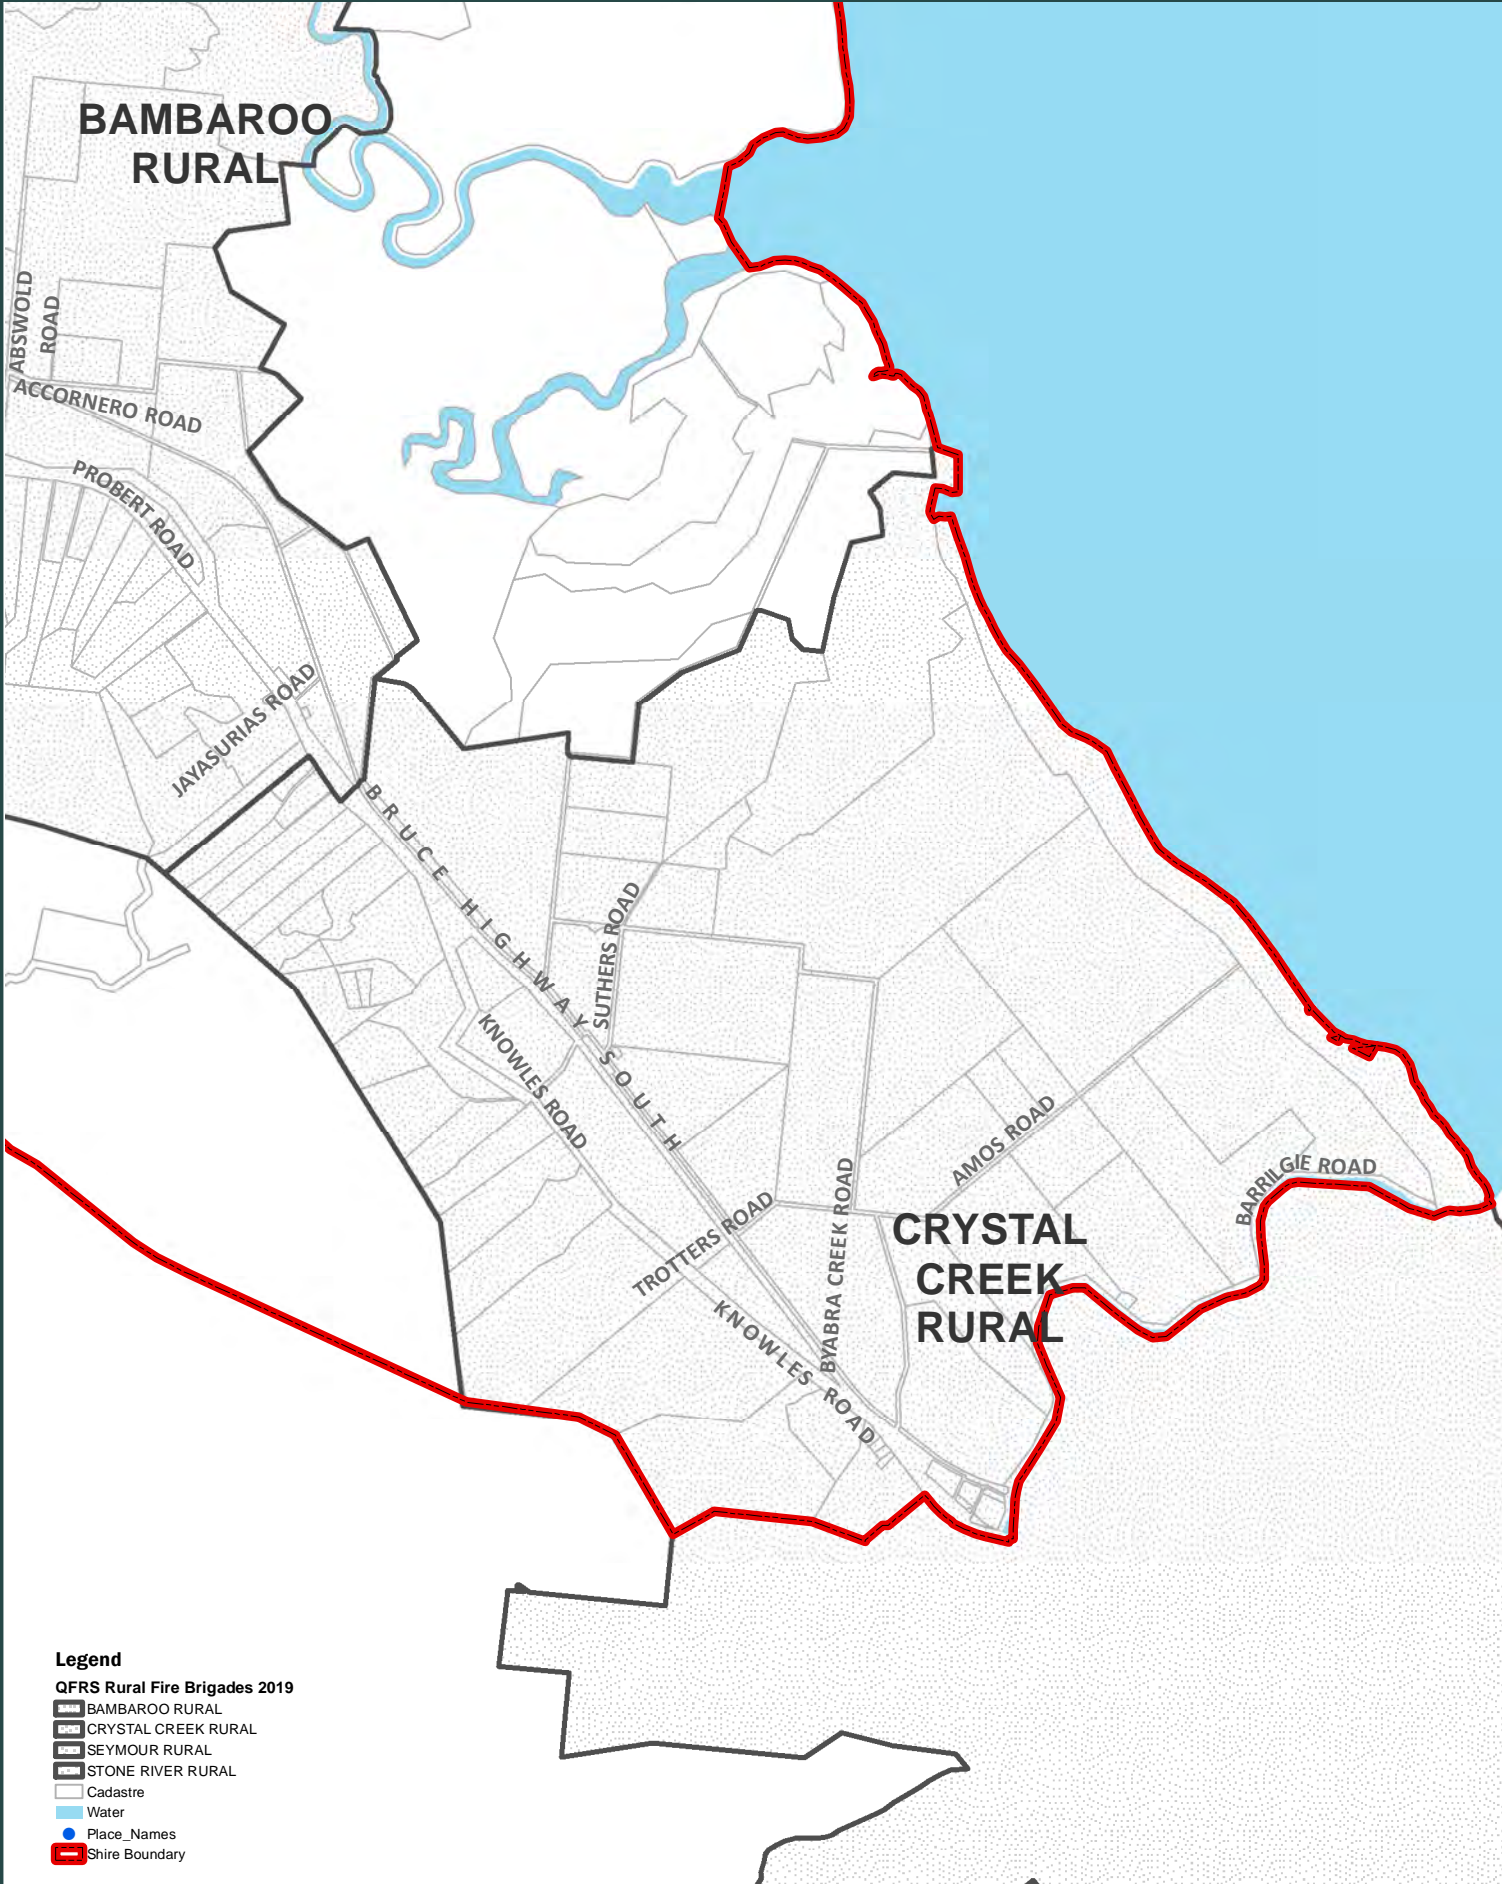 BAMBAROO
RURAL
ABSWOLD
ROAD
ACCORNERO ROAD
PROBERT ROAD
JAYASURIAS ROAD
BRUCE HIGHWAY SOUTH
SUTHERS ROAD
KNOWLES ROAD
AMOS ROAD
BARRILGIE ROAD
TROTTERS ROAD
BYABRA CREEK ROAD
CRYSTAL
CREEK
RURAL
KNOWLES ROAD
Legend
QFRS Rural Fire Brigades 2019
BAMBAROO RURAL
CRYSTAL CREEK RURAL
SEYMOUR RURAL
STONE RIVER RURAL
Cadastre
Water
Place_Names
Shire Boundary